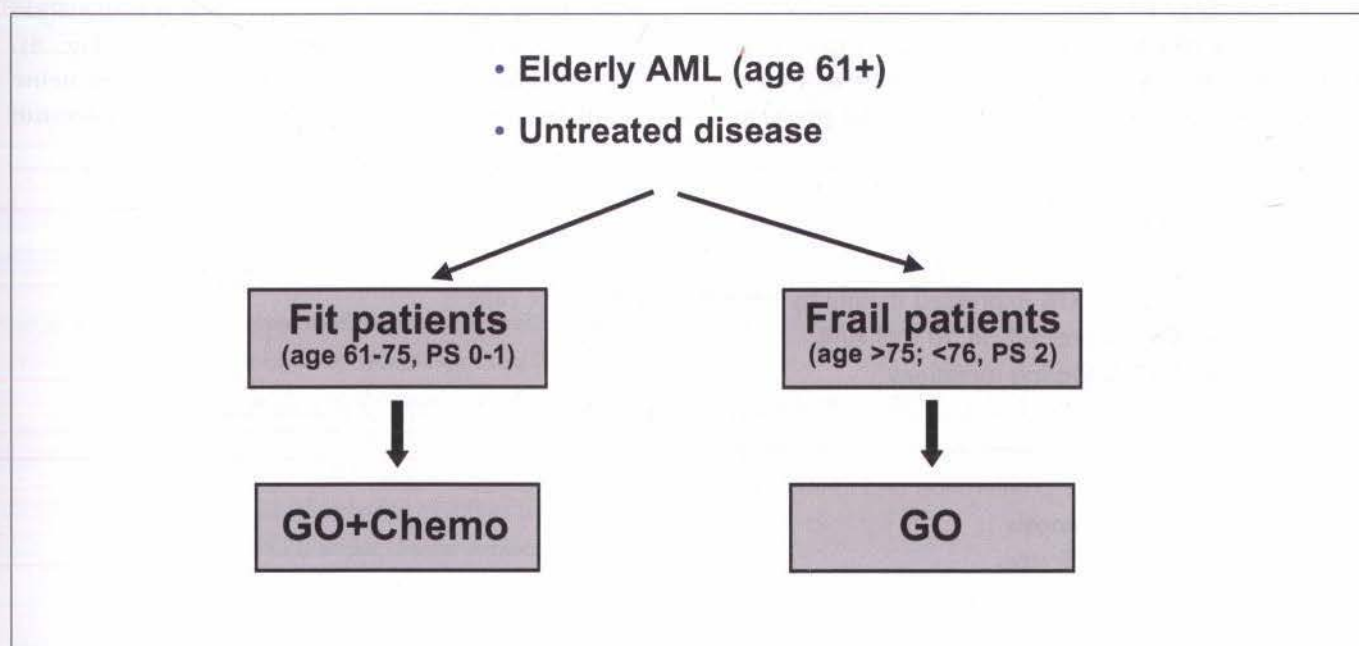 • Elderly AML (age 61+)
• Untreated disease
Fit patients
(age 61-75, PS 0-1)
Frail patients
(age >75; <76, PS 2)
GO+Chemo
GO